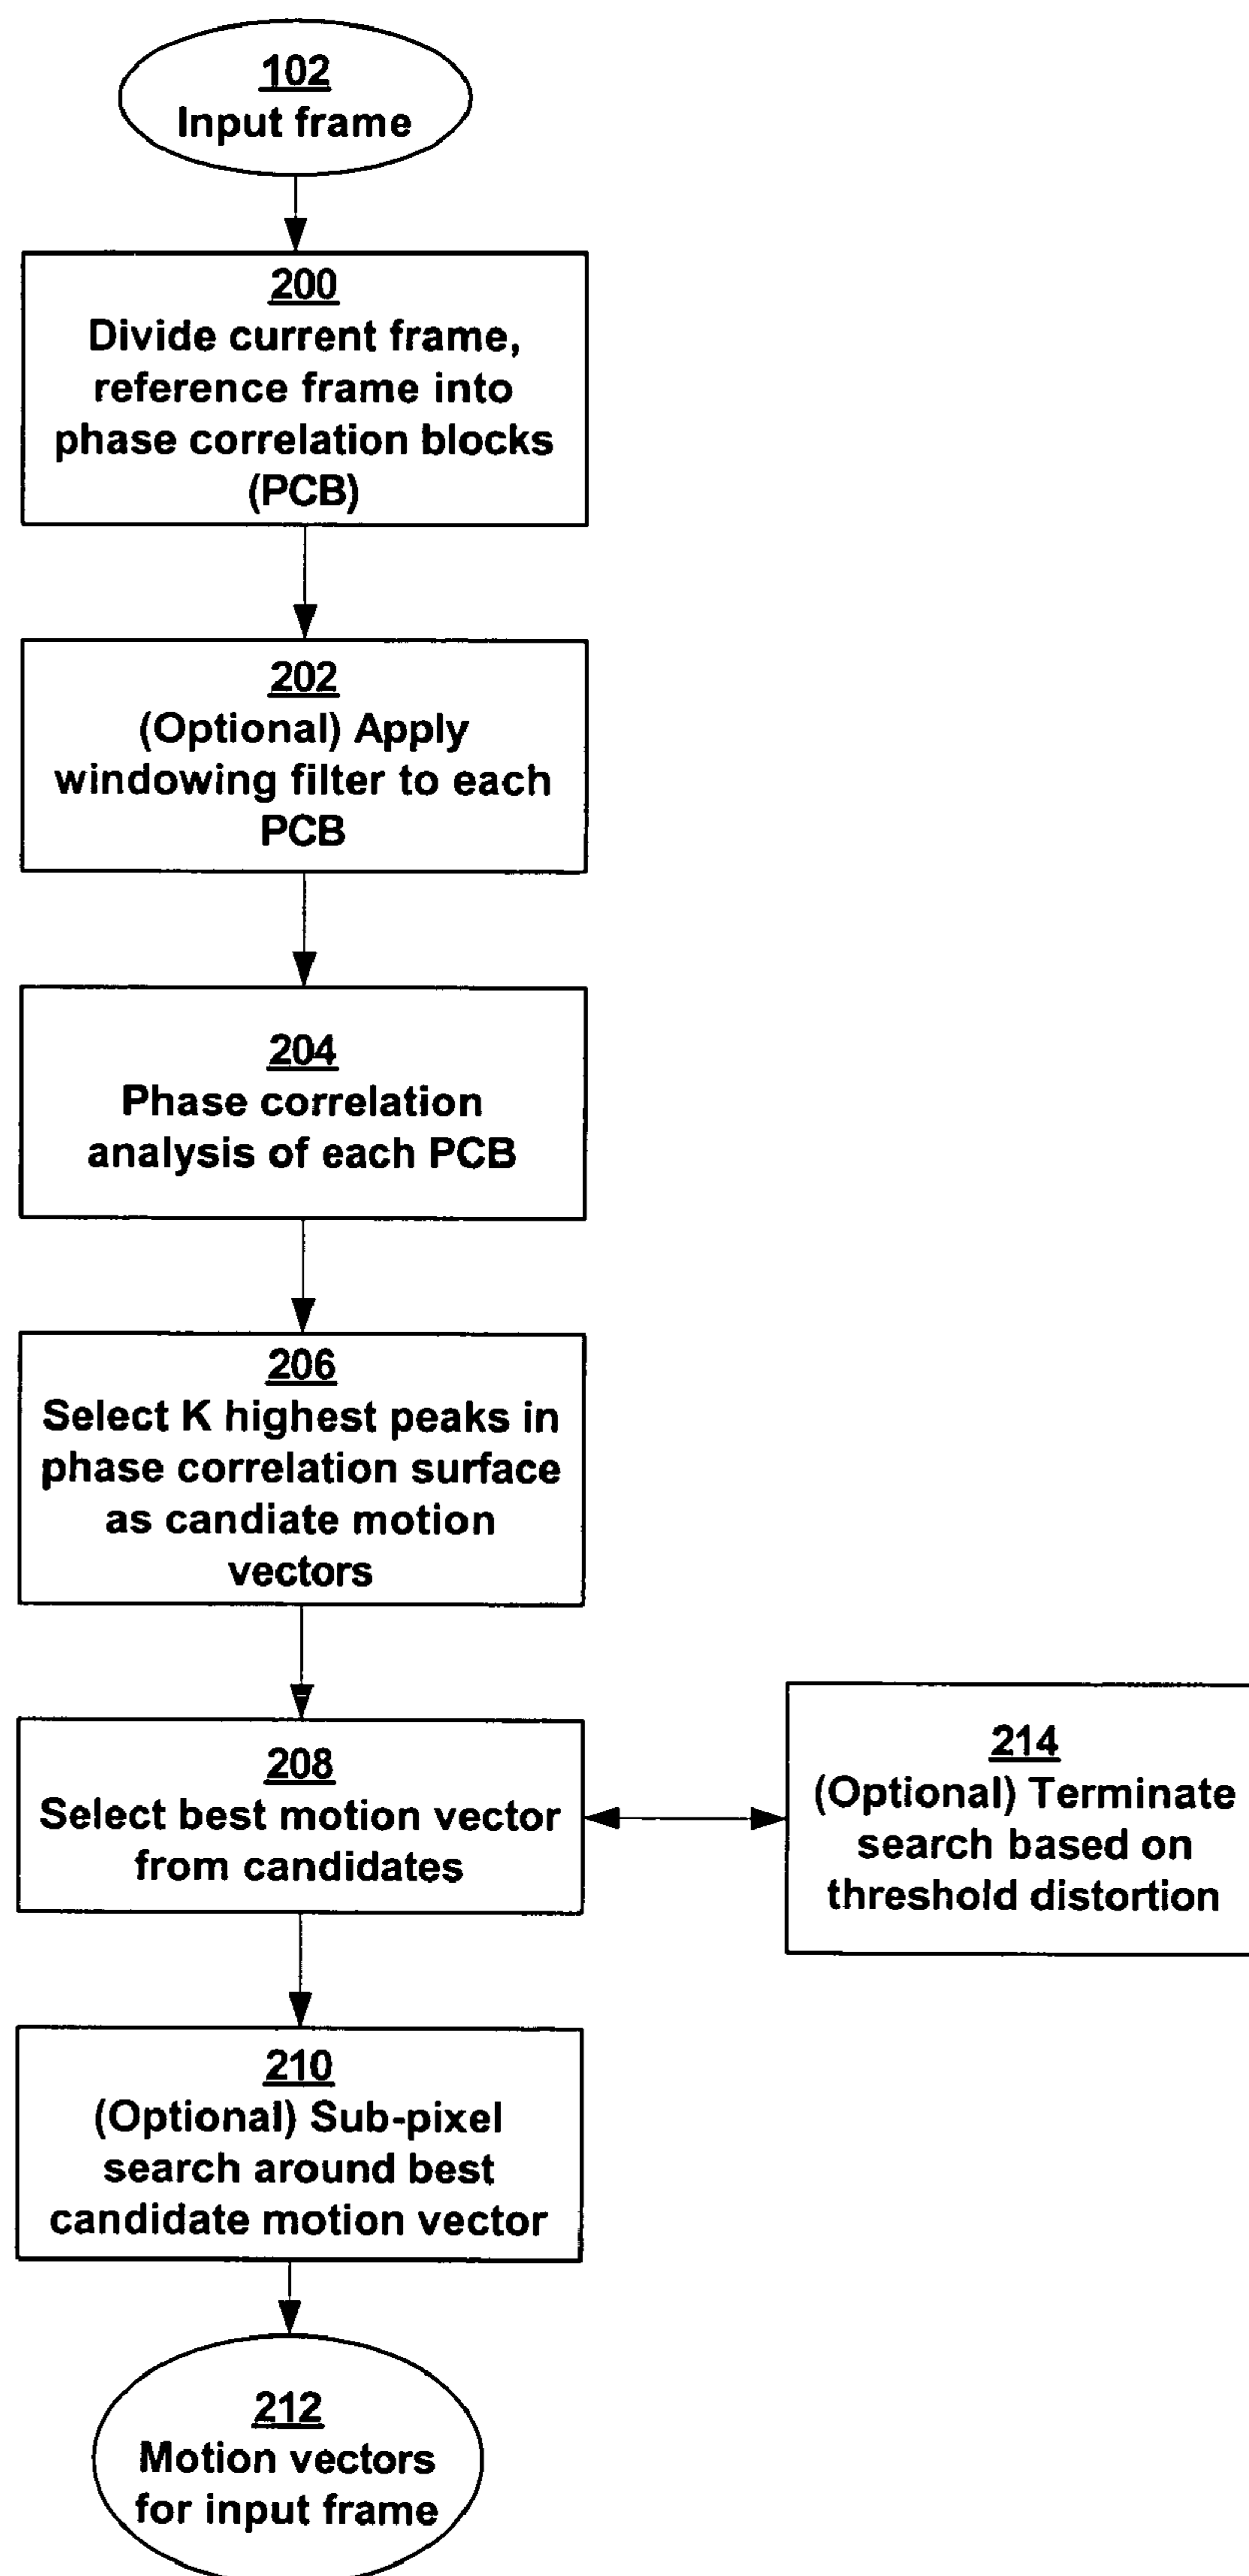 102
Input frame
200
Divide current frame,
reference frame into
phase correlation blocks
(PCB)
202
(Optional) Apply
windowing filter to each
PCB
204
Phase correlation
analysis of each PCB
206
Select K highest peaks in
phase correlation surface
as candiate motion
vectors
208
Select best motion vector
from candidates
214
(Optional) Terminate
search based on
threshold distortion
210
(Optional) Sub-pixel
search around best
candidate motion vector
212
Motion vectors
for input frame